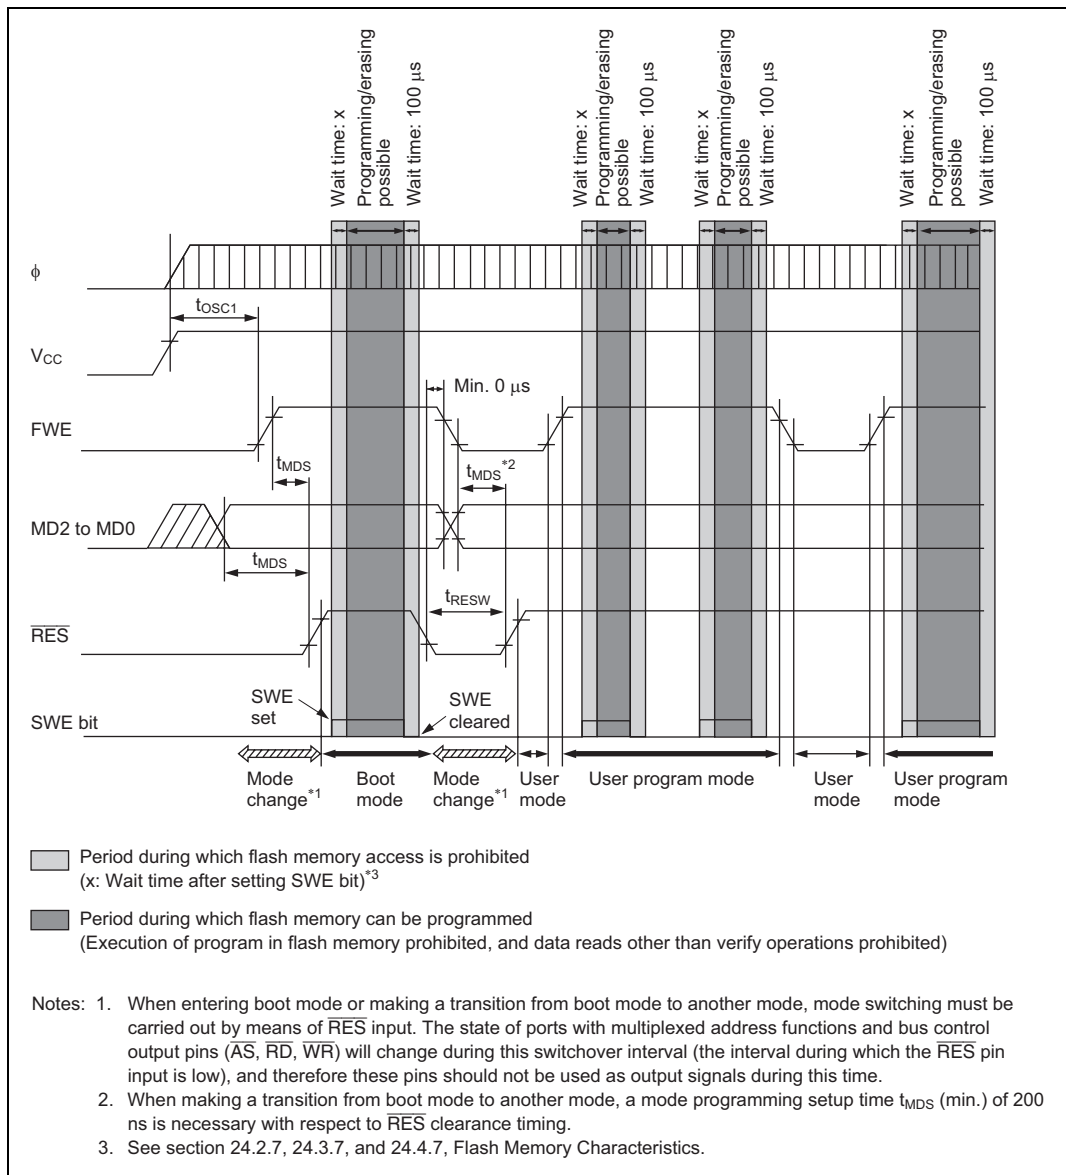 Wait time: x
Programming/erasing
possible
Wait time: 100 μs
Wait time: x
Programming/erasing
possible
Wait time: 100 μs
Wait time: x
Programming/erasing
possible
Wait time: 100 μs
Wait time: x
Programming/erasing
possible
Wait time: 100 μs
ϕ
tOSC1
VCC
Min. 0 μs
FWE
tMDS
tMDS*2
MD2 to MD0
tMDS
tRESW
RES
SWE
set
SWE
cleared
SWE bit
Mode
change*1
Boot
mode
Mode
change*1
User
mode
User program mode
User
mode
User program
mode
Period during which flash memory access is prohibited
(x: Wait time after setting SWE bit)*3
Period during which flash memory can be programmed
(Execution of program in flash memory prohibited, and data reads other than verify operations prohibited)
Notes: 1. When entering boot mode or making a transition from boot mode to another mode, mode switching must be
carried out by means of RES input. The state of ports with multiplexed address functions and bus control
output pins (AS, RD, WR) will change during this switchover interval (the interval during which the RES pin
input is low), and therefore these pins should not be used as output signals during this time.
2. When making a transition from boot mode to another mode, a mode programming setup time tMDS (min.) of 200
ns is necessary with respect to RES clearance timing.
3. See section 24.2.7, 24.3.7, and 24.4.7, Flash Memory Characteristics.